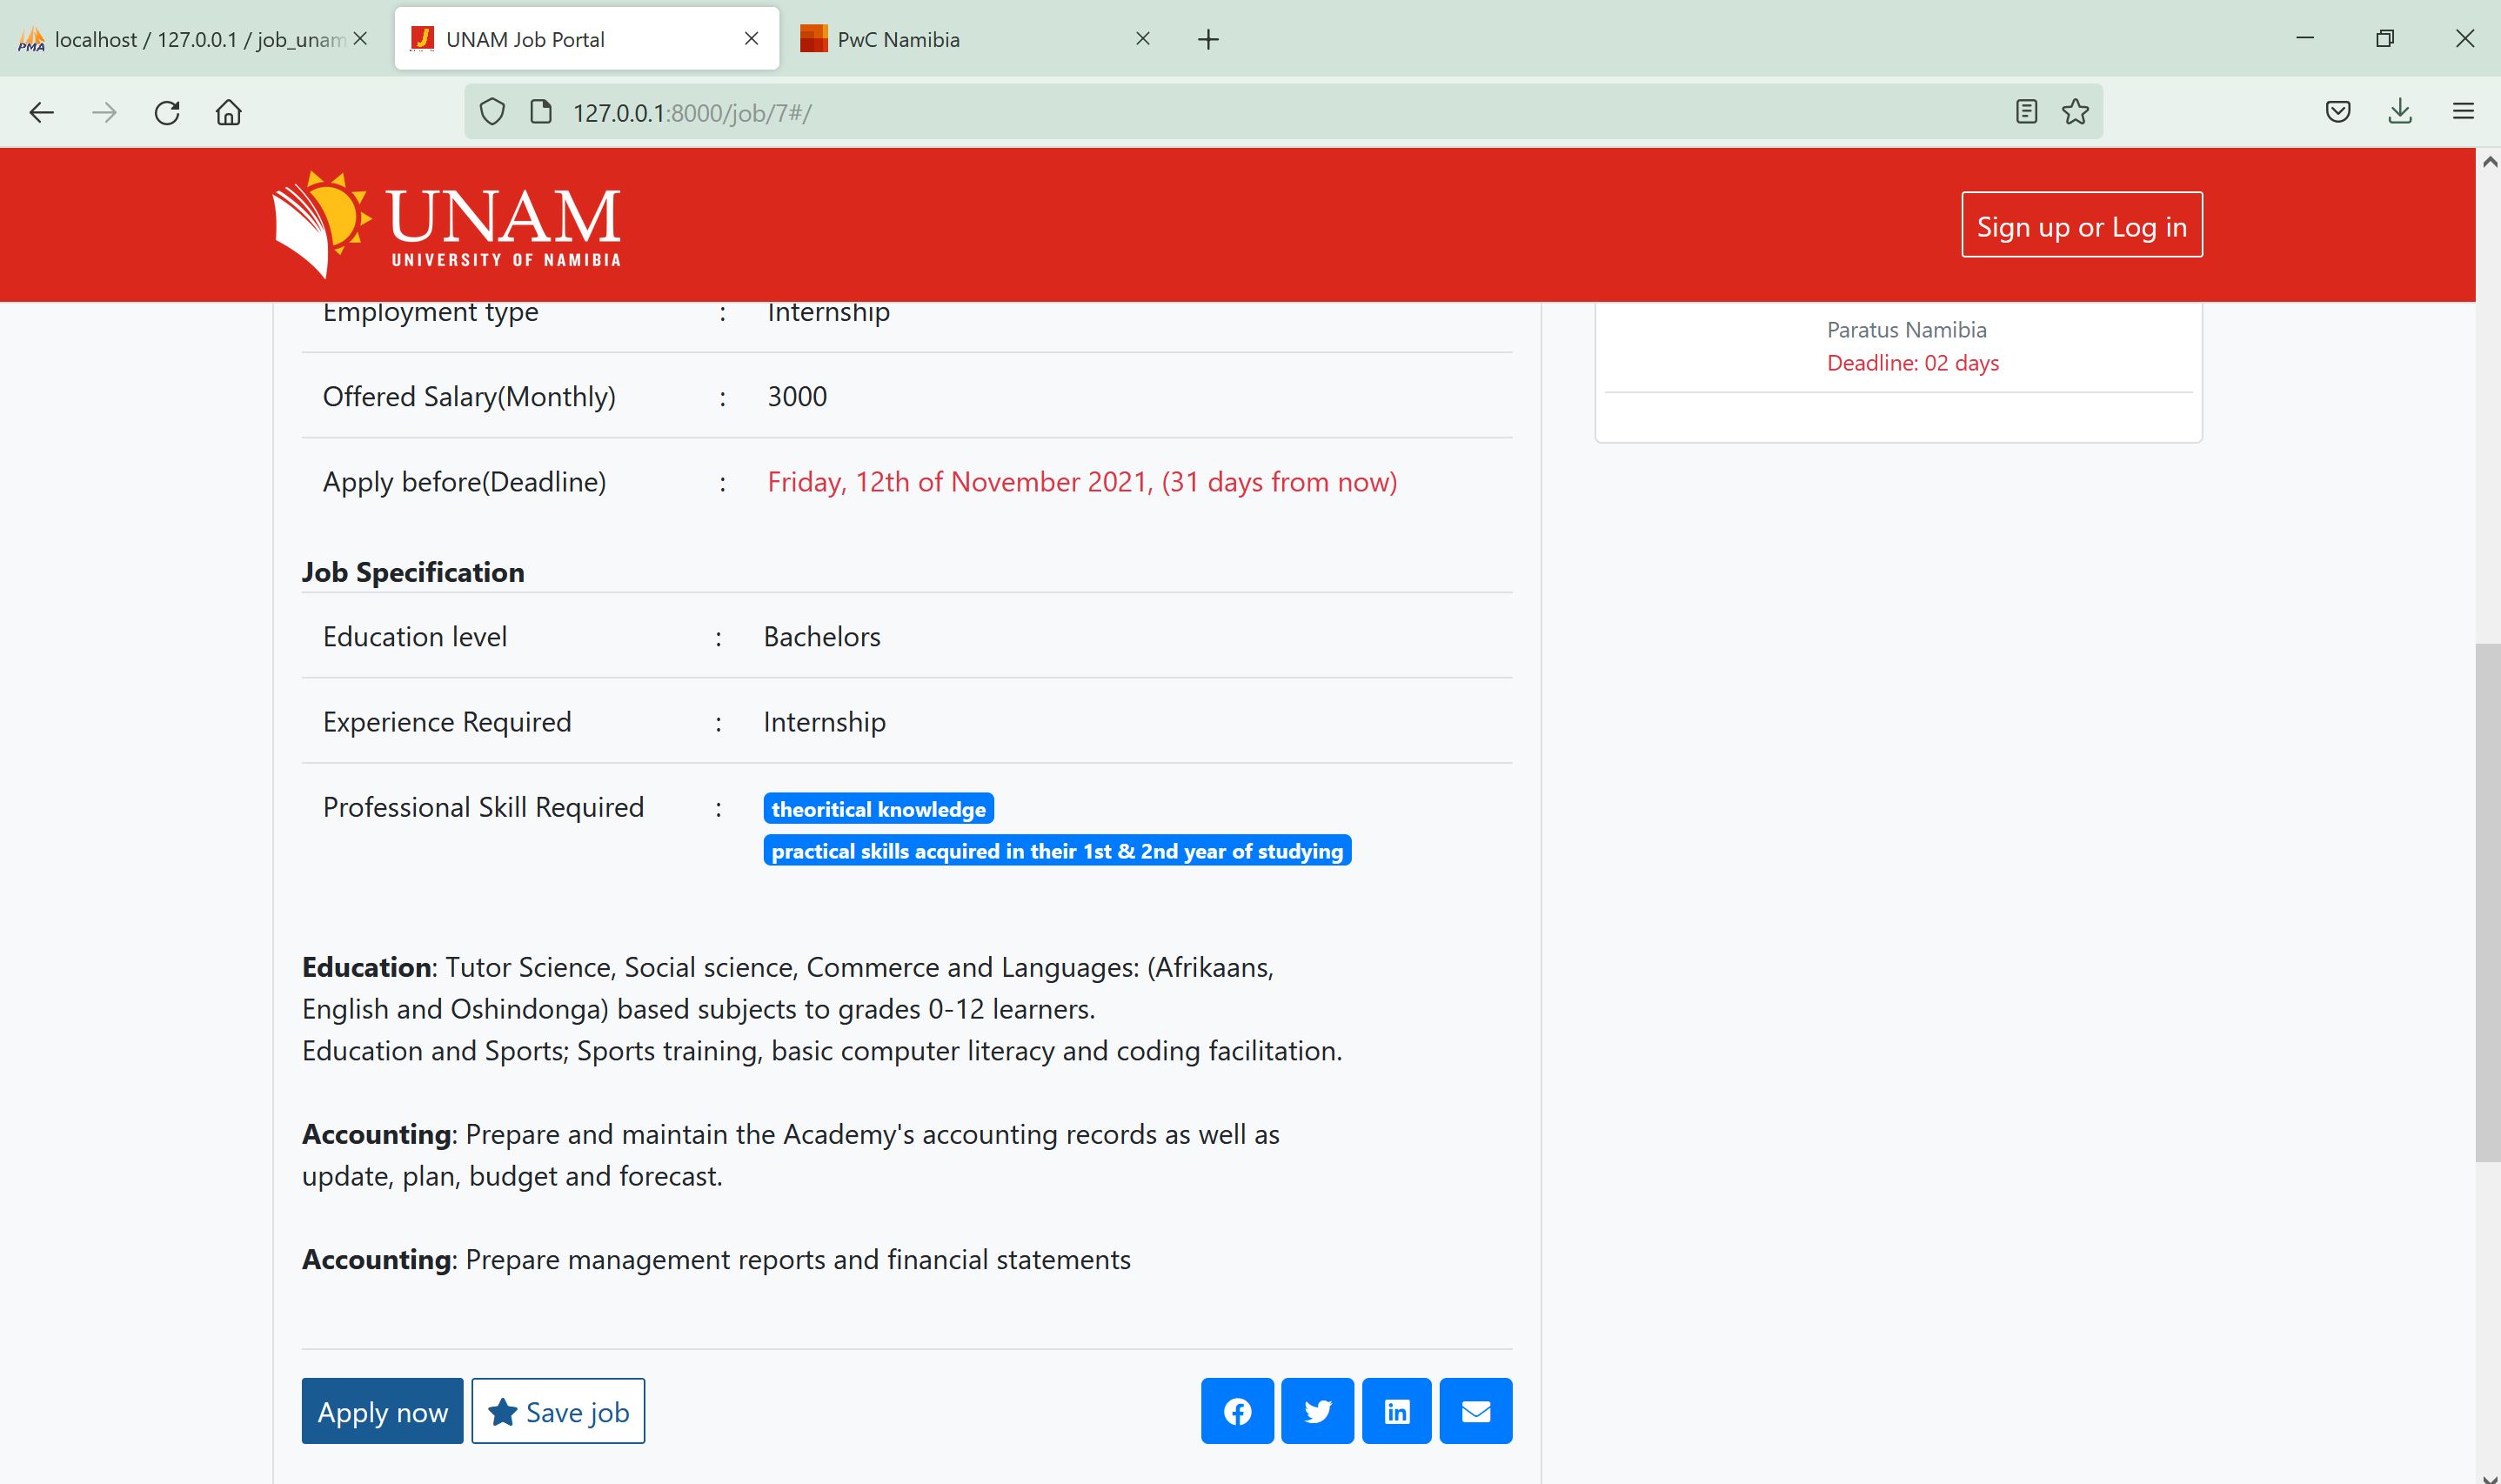 PMA localhost / 127.0.0.1 / job_unam
UNAM Job Portal
PwC Namibia
127.0.0.1:8000/job/7#/
UNAM
UNIVERSITY OF NAMIBIA
Sign up or Log in
Employment type : Internship
Offered Salary(Monthly) : 3000
Apply before(Deadline) : Friday, 12th of November 2021, (31 days from now)
Job Specification
Education level : Bachelors
Experience Required : Internship
Professional Skill Required : theoritical knowledge
practical skills acquired in their 1st & 2nd year of studying
Education: Tutor Science, Social science, Commerce and Languages: (Afrikaans,
English and Oshindonga) based subjects to grades 0-12 learners.
Education and Sports; Sports training, basic computer literacy and coding facilitation.
Accounting: Prepare and maintain the Academy's accounting records as well as
update, plan, budget and forecast.
Accounting: Prepare management reports and financial statements
Apply now
Save job
Paratus Namibia
Deadline: 02 days